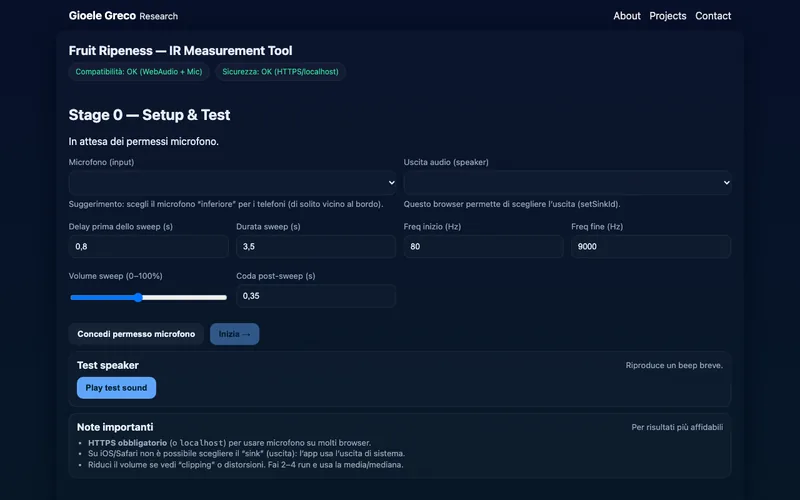 Gioele Greco Research
About Projects Contact
Fruit Ripeness — IR Measurement Tool
Compatibilità: OK (WebAudio + Mic) Sicurezza: OK (HTTPS/localhost)
Stage 0 — Setup & Test
In attesa dei permessi microfono.
Microfono (input) Uscita audio (speaker)
Suggerimento: scegli il microfono “inferiore” per i telefoni (di solito vicino al bordo). Questo browser permette di scegliere l’uscita (setSinkId).
Delay prima dello sweep (s) Durata sweep (s) Freq inizio (Hz) Freq fine (Hz)
0,8 3,5 80 9000
Volume sweep (0–100%) Coda post-sweep (s)
0,35
Concedi permesso microfono Inizia →
Test speaker Riproduce un beep breve.
Play test sound
Note importanti Per risultati più affidabili
• HTTPS obbligatorio (o localhost) per usare microfono su molti browser.
• Su iOS/Safari non è possibile scegliere il “sink” (uscita): l’app usa l’uscita di sistema.
• Riduci il volume se vedi “clipping” o distorsioni. Fai 2–4 run e usa la media/mediana.